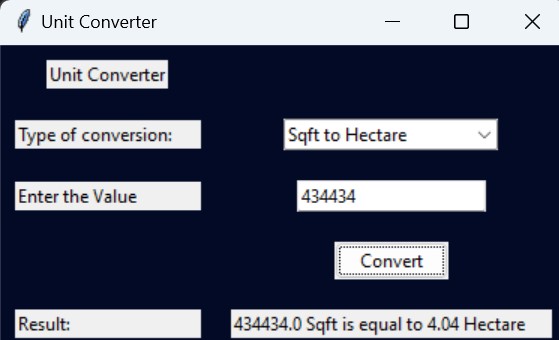 Unit Converter
Unit Converter
Type of conversion: Sqft to Hectare
Enter the Value 434434
Convert
Result: 434434.0 Sqft is equal to 4.04 Hectare